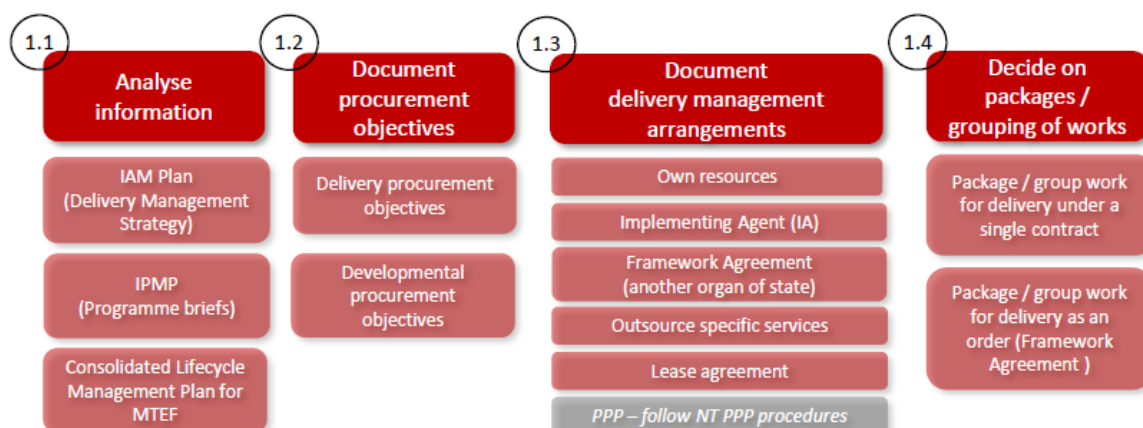 1.1
Analyse
information
IAM Plan
(Delivery Management
Strategy)
IPMP
(Programme briefs)
Consolidated Lifecycle
Management Plan for
MTEF
1.2
Document
procurement
objectives
Delivery procurement
objectives
Developmental
procurement
objectives
1.3
Document
delivery management
arrangements
Own resources
Implementing Agent (IA)
Framework Agreement
(another organ of state)
Outsource specific services
Lease agreement
PPP – follow NT PPP procedures
1.4
Decide on
packages /
grouping of works
Package / group work
for delivery under a
single contract
Package / group work
for delivery as an
order (Framework
Agreement )